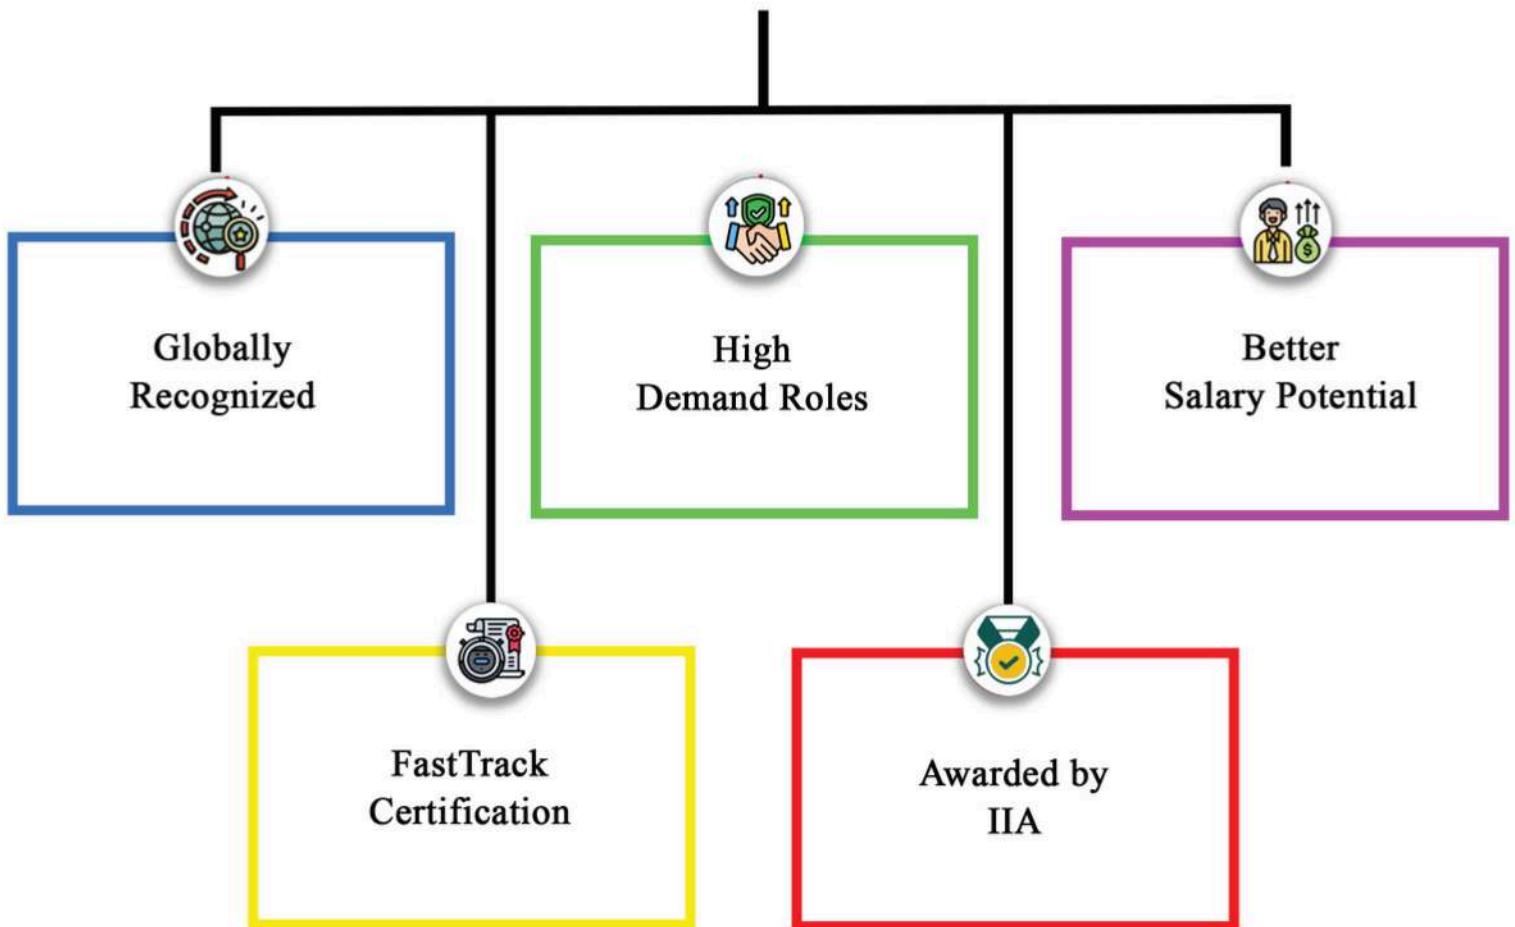 Globally
Recognized
High
Demand Roles
Better
Salary Potential
FastTrack
Certification
Awarded by
IIA